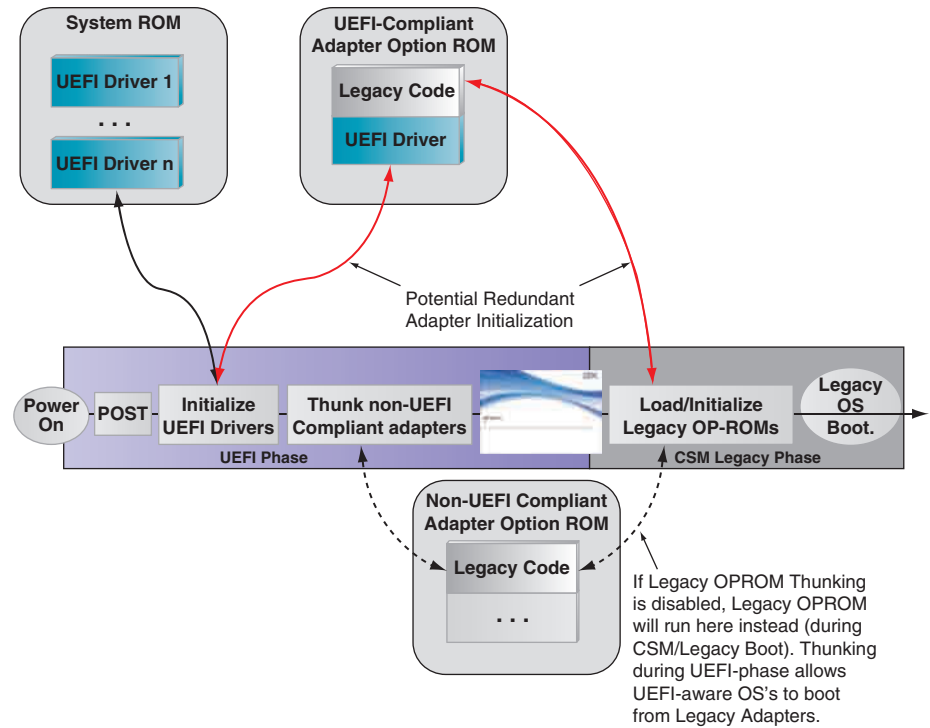 System ROM
UEFI Driver 1
...
UEFI Driver n
UEFI-Compliant
Adapter Option ROM
Legacy Code
UEFI Driver
Potential Redundant
Adapter Initialization
Power
On
POST
Initialize
UEFI Drivers
Thunk non-UEFI
Compliant adapters
Load/Initialize
Legacy OP-ROMs
Legacy
OS
Boot.
UEFI Phase
CSM Legacy Phase
Non-UEFI Compliant
Adapter Option ROM
Legacy Code
...
If Legacy OPROM Thunking
is disabled, Legacy OPROM
will run here instead (during
CSM/Legacy Boot). Thunking
during UEFI-phase allows
UEFI-aware OS's to boot
from Legacy Adapters.